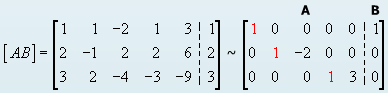 A B
[AB] = [1 1 -2 1 3 ¦ 1] ~ [1 0 0 0 0 ¦ 1]
[2 -1 2 2 6 ¦ 2] [0 1 -2 0 0 ¦ 0]
[3 2 -4 -3 -9 ¦ 3] [0 0 0 1 3 ¦ 0]